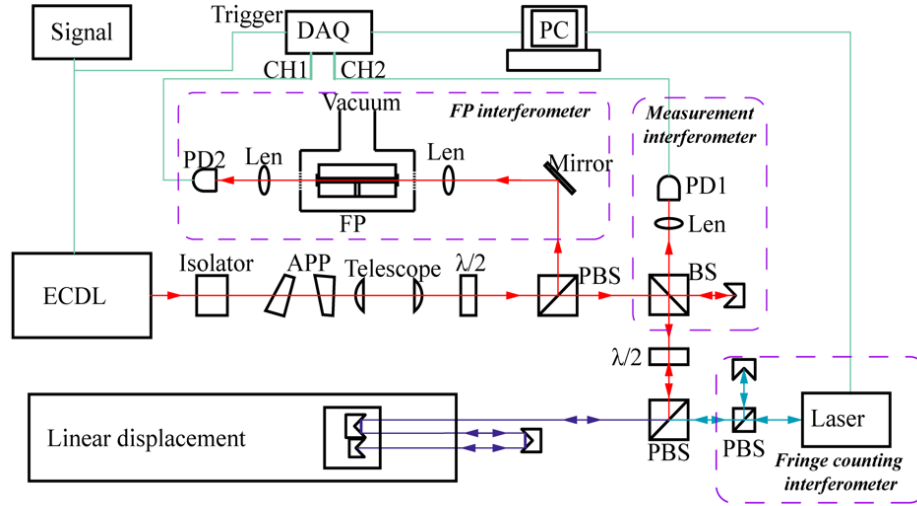 Signal
Trigger
DAQ
PC
CH1
CH2
Vacuum
FP interferometer
Measurement
interferometer
PD2
Len
Len
Mirror
PD1
Len
FP
Isolator
APP
Telescope
λ/2
PBS
BS
ECDL
λ/2
Linear displacement
PBS
PBS
Laser
Fringe counting
interferometer